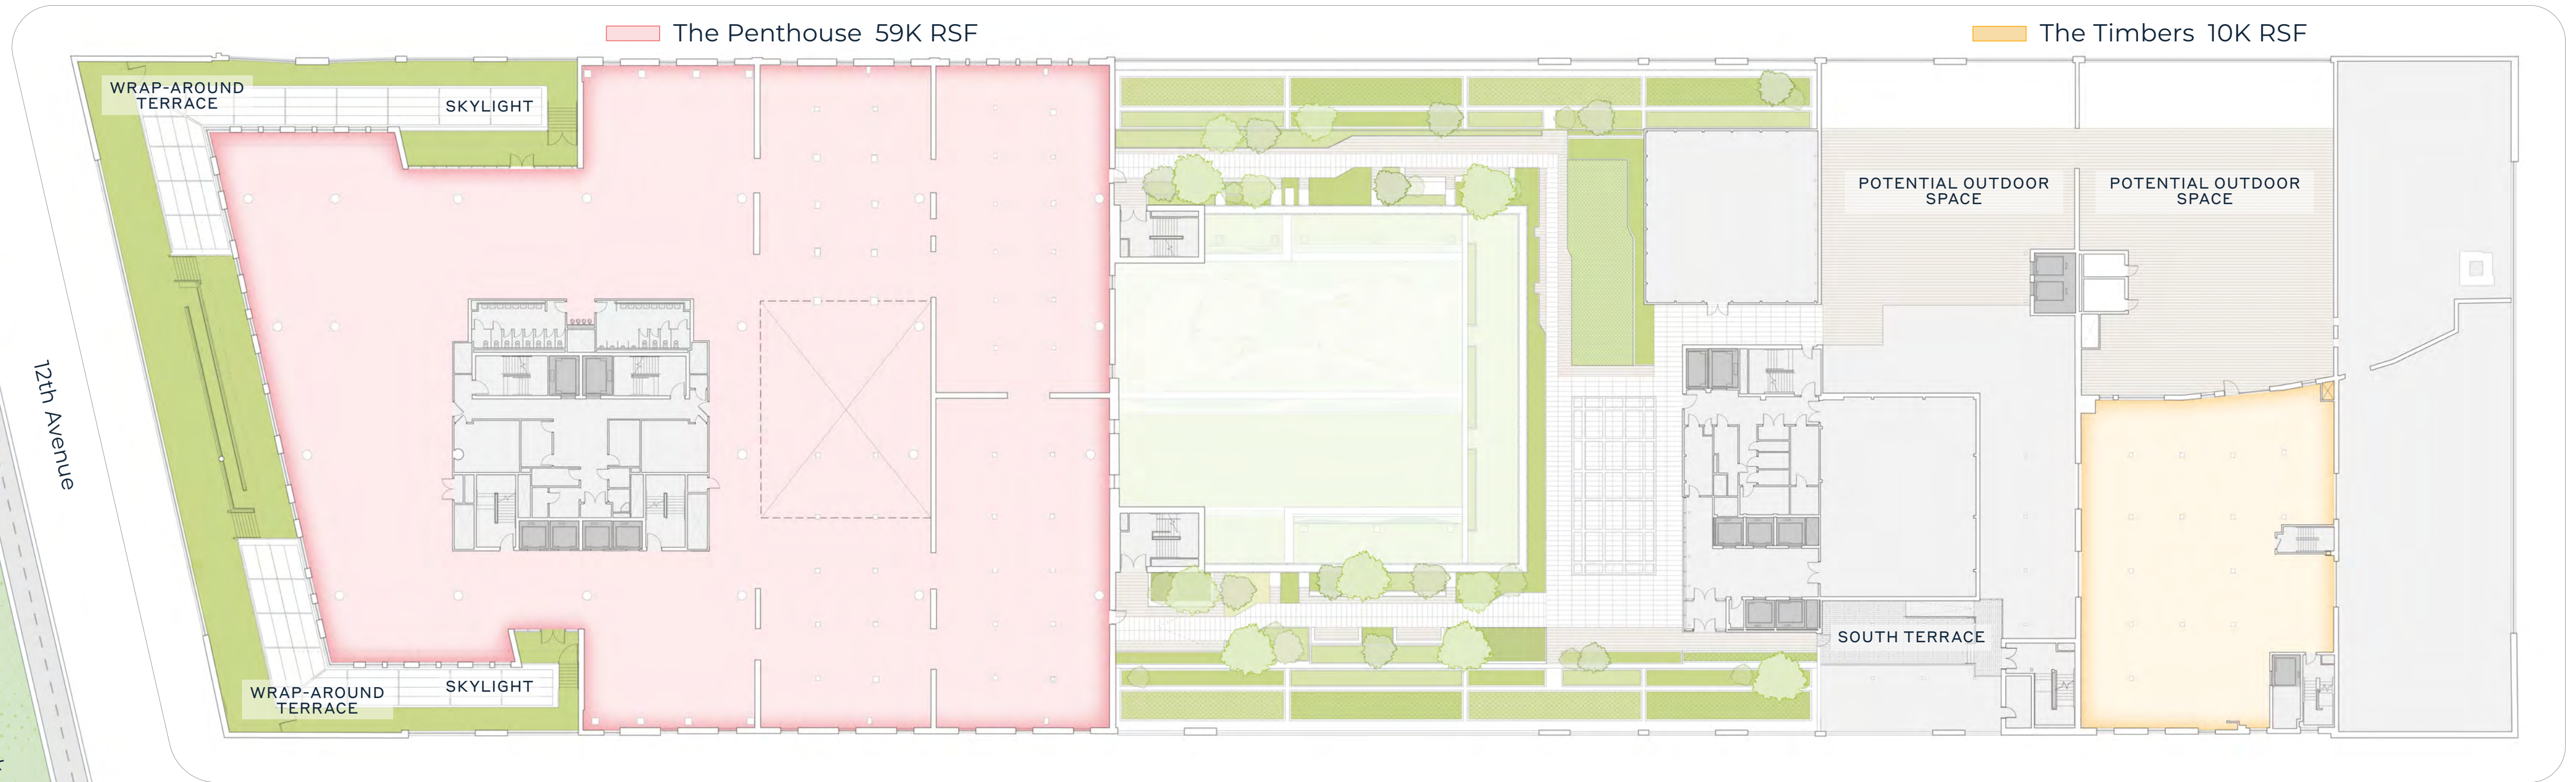 The Penthouse 59K RSF
The Timbers 10K RSF
WRAP-AROUND
TERRACE
SKYLIGHT
POTENTIAL OUTDOOR
SPACE
POTENTIAL OUTDOOR
SPACE
12th Avenue
SOUTH TERRACE
WRAP-AROUND
TERRACE
SKYLIGHT